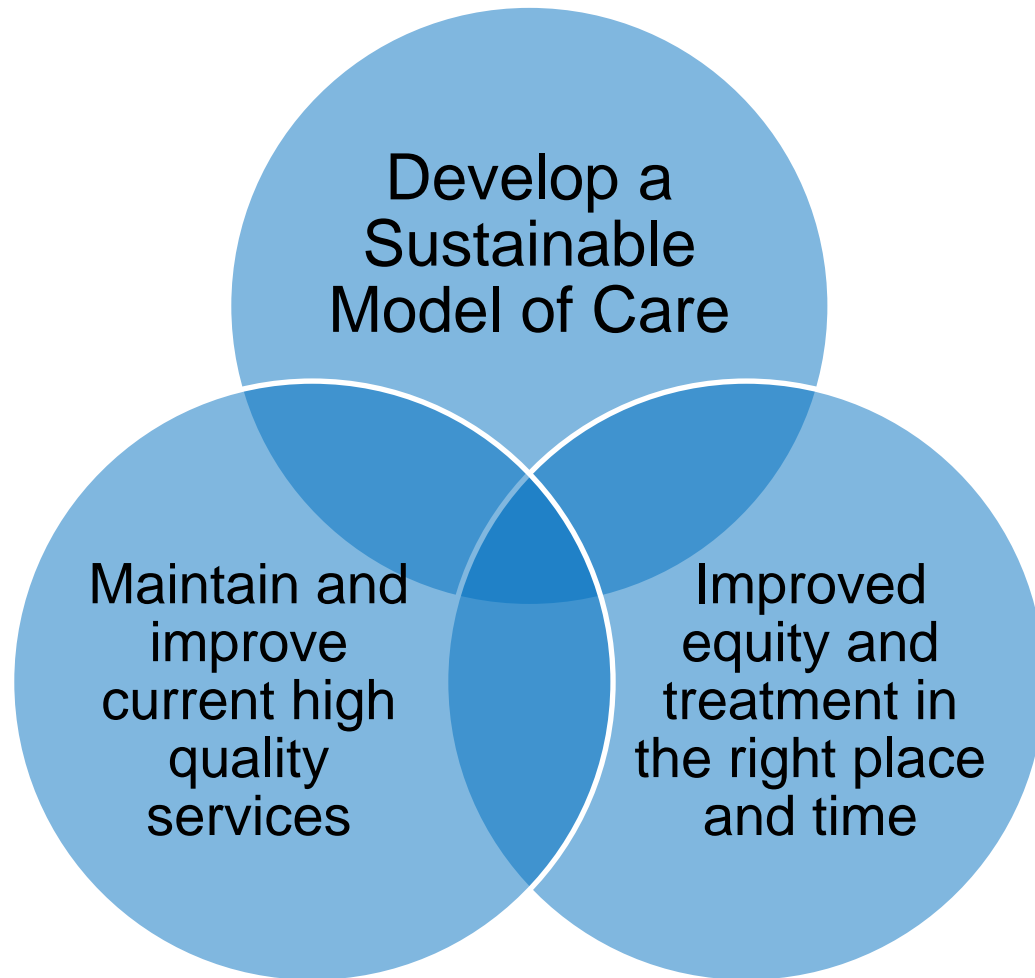 Develop a
Sustainable
Model of Care
Maintain and
improve
current high
quality
services
Improved
equity and
treatment in
the right place
and time